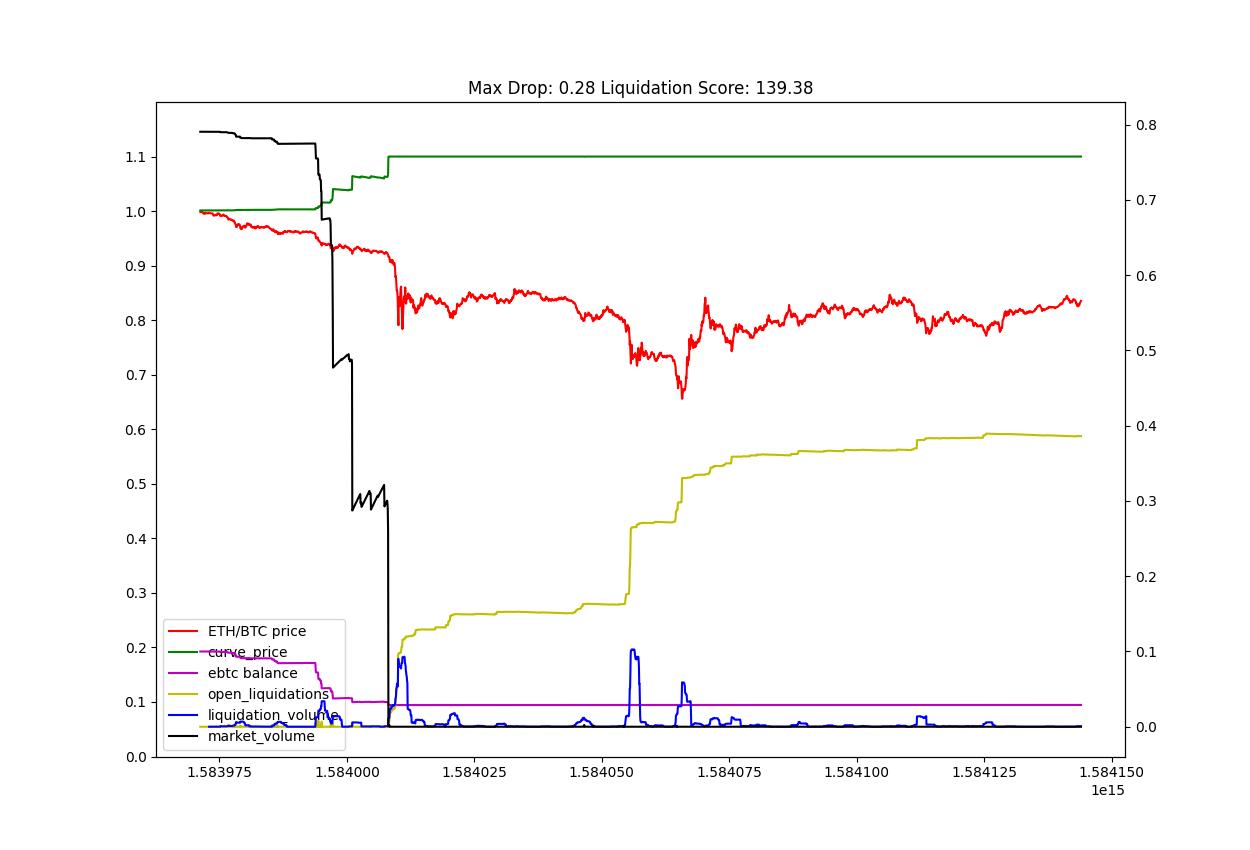 Max Drop: 0.28 Liquidation Score: 139.38
1.1
1.0
0.9
0.8
0.7
0.6
0.5
0.4
0.3
0.2
0.1
0.0
0.8
0.7
0.6
0.5
0.4
0.3
0.2
0.1
0.0
ETH/BTC price
curve_price
ebtc balance
open_liquidations
liquidation_volume
market_volume
1.583975 1.584000 1.584025 1.584050 1.584075 1.584100 1.584125 1.584150
1e15